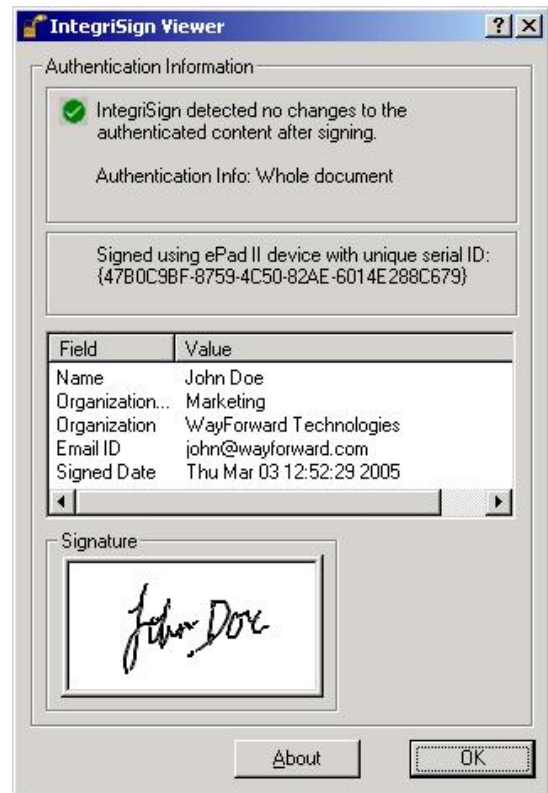 IntegriSign Viewer
Authentication Information
IntegriSign detected no changes to the
authenticated content after signing.
Authentication Info: Whole document
Signed using ePad II device with unique serial ID:
{47B0C9BF-8759-4C50-82AE-6014E288C679}
Field Value
Name John Doe
Organization... Marketing
Organization WayForward Technologies
Email ID john@wayforward.com
Signed Date Thu Mar 03 12:52:29 2005
Signature
John Doe
About OK